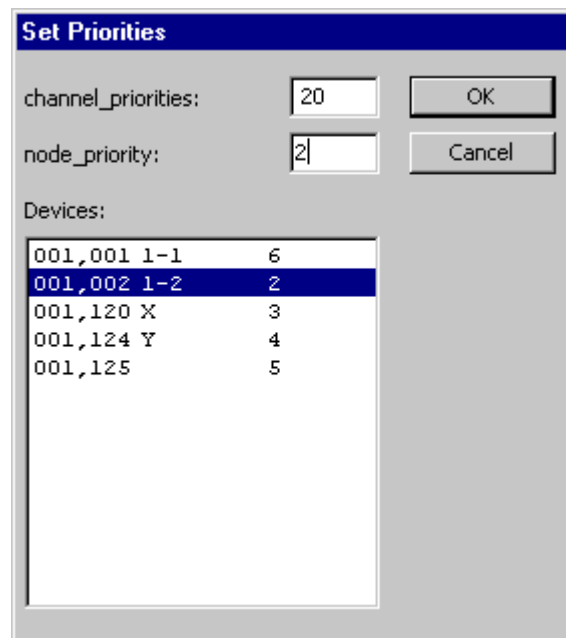 Set Priorities
channel_priorities: 20 OK
node_priority: 2 Cancel
Devices:
001,001 1-1 6
001,002 1-2 2
001,120 X 3
001,124 Y 4
001,125 5